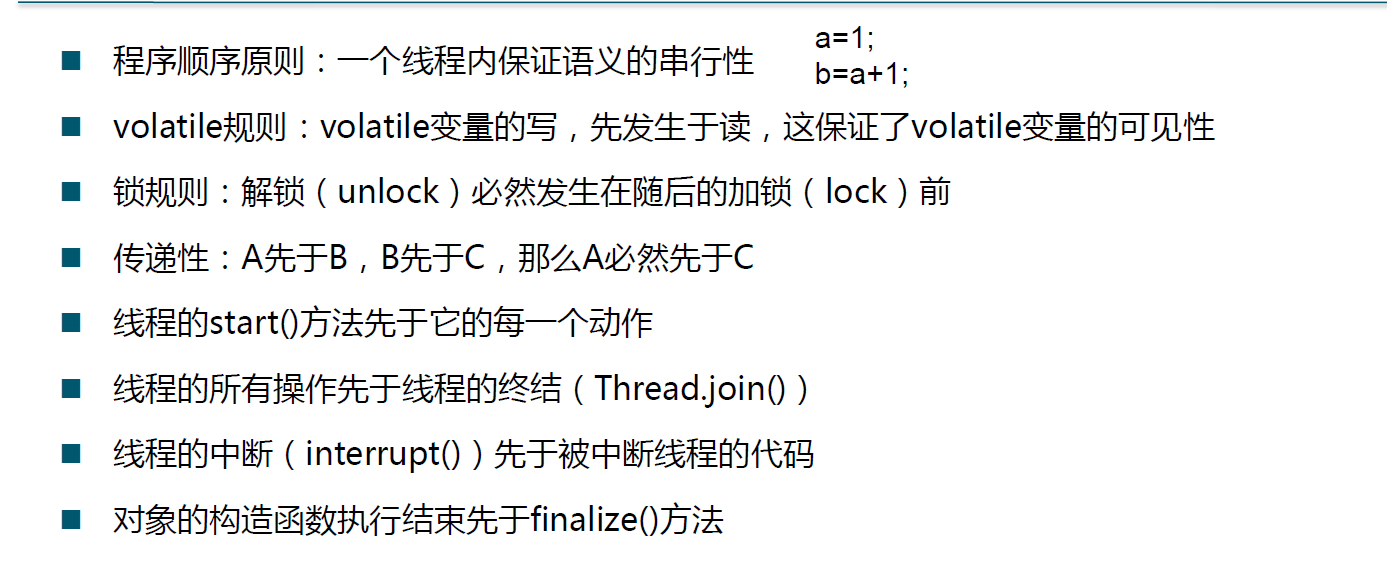 程序顺序原则：一个线程内保证语义的串行性
a=1;
b=a+1;
volatile规则：volatile变量的写，先发生于读，这保证了volatile变量的可见性
锁规则：解锁（unlock）必然发生在随后的加锁（lock）前
传递性：A先于B，B先于C，那么A必然先于C
线程的start()方法先于它的每一个动作
线程的所有操作先于线程的终结（Thread.join()）
线程的中断（interrupt()）先于被中断线程的代码
对象的构造函数执行结束先于finalize()方法